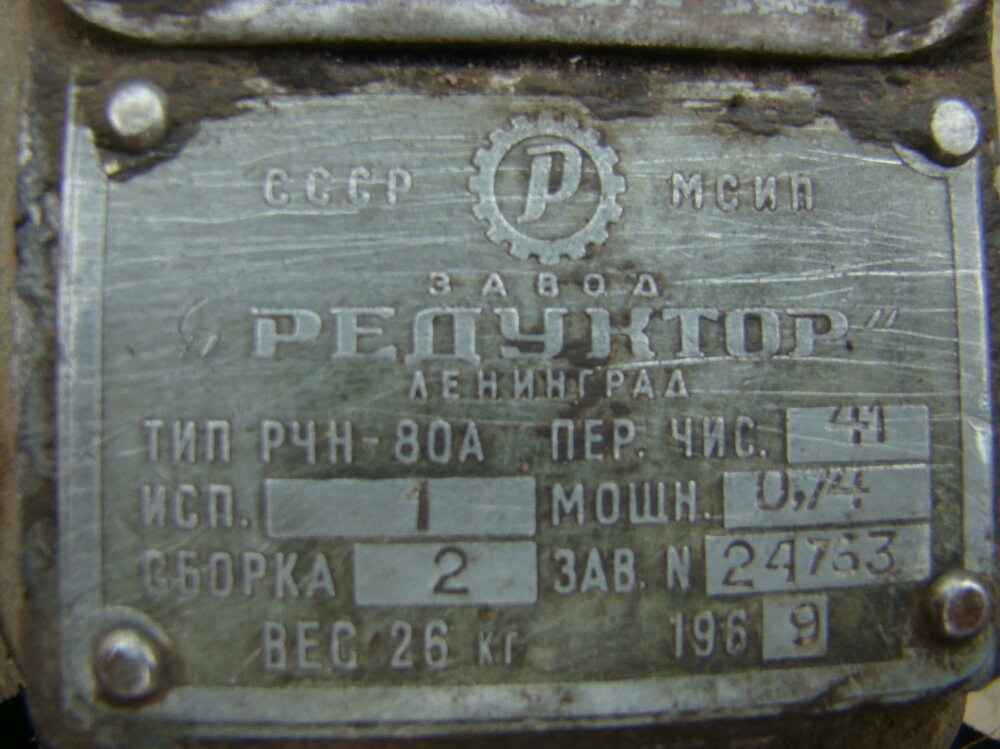 СССР Р МСИП
ЗАВОД
"РЕДУКТОР"
ЛЕНИНГРАД
ТИП РЧН-80А ПЕР. ЧИС. 41
ИСП. 1 МОЩН. 0,74
СБОРКА 2 ЗАВ. N 24763
ВЕС 26 кг 1969